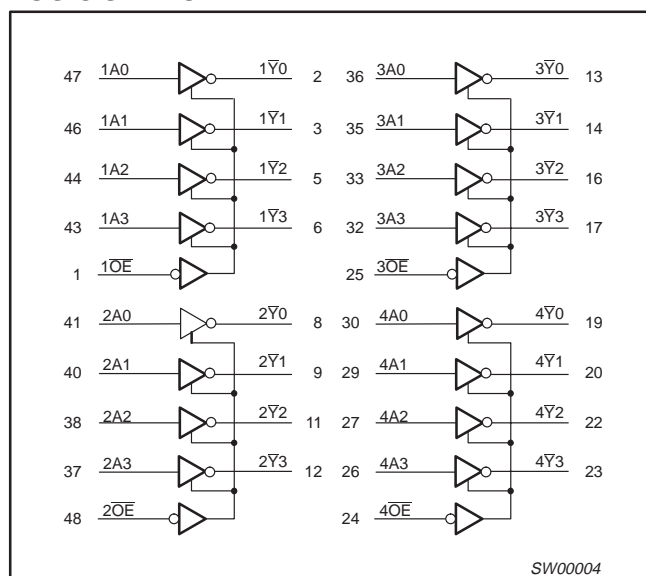 47 1A0 1Y̅0 2 36 3A0 3Y̅0 13
46 1A1 1Y̅1 3 35 3A1 3Y̅1 14
44 1A2 1Y̅2 5 33 3A2 3Y̅2 16
43 1A3 1Y̅3 6 32 3A3 3Y̅3 17
1 1O̅E̅ 25 3O̅E̅
41 2A0 2Y̅0 8 30 4A0 4Y̅0 19
40 2A1 2Y̅1 9 29 4A1 4Y̅1 20
38 2A2 2Y̅2 11 27 4A2 4Y̅2 22
37 2A3 2Y̅3 12 26 4A3 4Y̅3 23
48 2O̅E̅ 24 4O̅E̅
SW00004